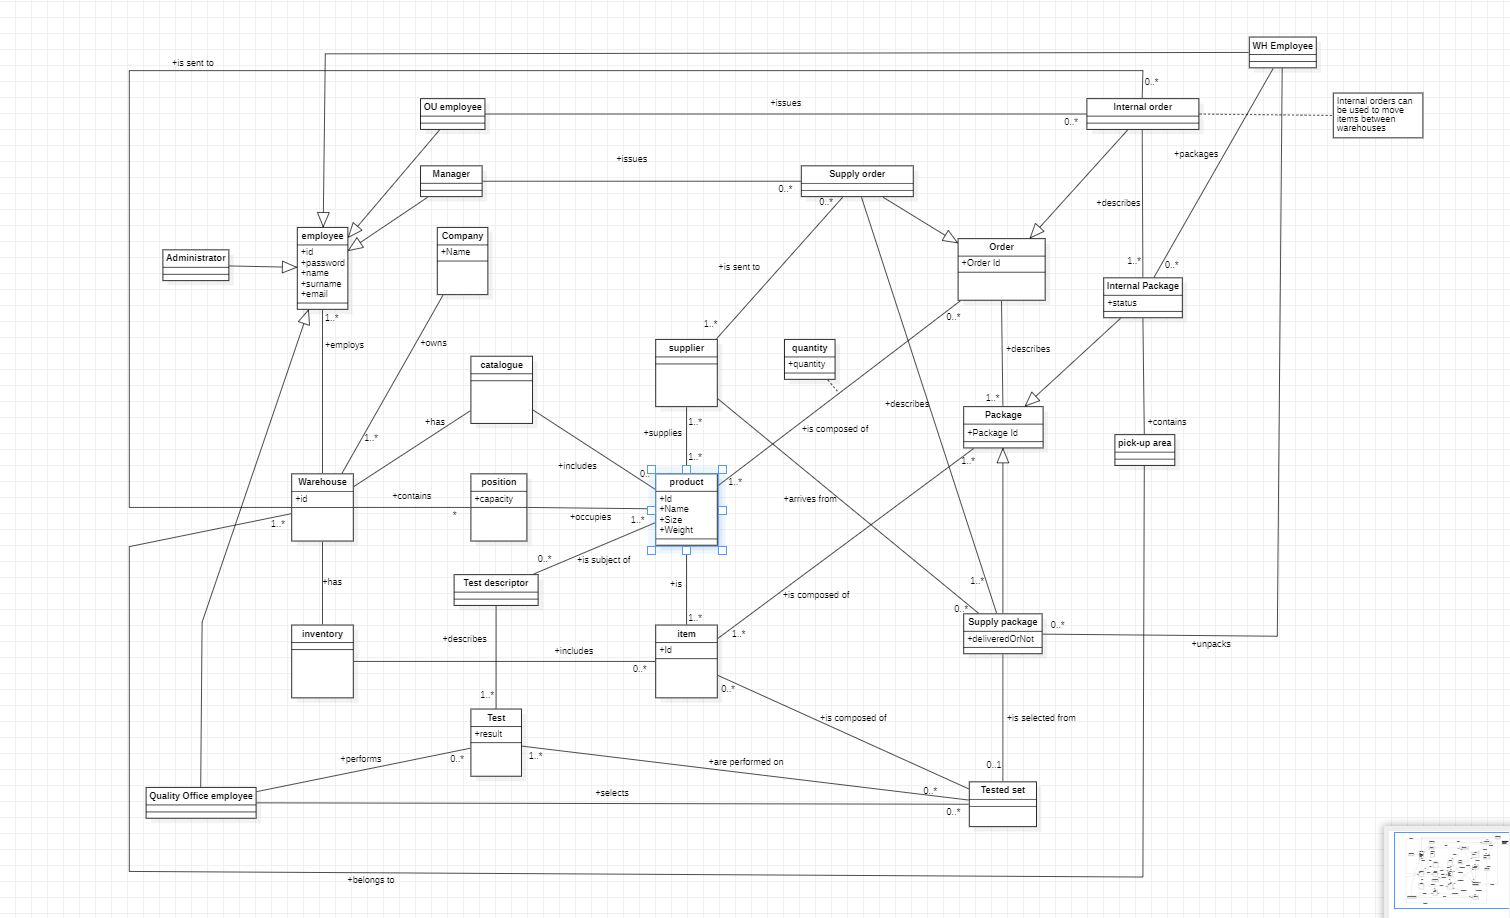 WH Employee
+is sent to
0..*
OU employee
+issues
0..*
Internal order
Internal orders can
be used to move
items between
warehouses
+packages
Manager
+issues
0..*
Supply order
0..*
+describes
employee
+id
+password
+name
+surname
+email
Company
+Name
Administrator
Order
+Order Id
1..*
0..*
+is sent to
Internal Package
+status
1..*
+employs
+owns
1..*
0..*
supplier
quantity
+quantity
+describes
catalogue
1..*
+describes
Package
+Package Id
+has
1..*
+supplies
+is composed of
+contains
1..*
pick-up area
1..*
+includes
0..
1..*
1..*
Warehouse
+id
+contains
*
position
+capacity
+occupies
1..*
product
+Id
+Name
+Size
+Weight
+arrives from
1..*
0..*
+is subject of
+has
Test descriptor
+is
1..*
+is composed of
1..*
0..*
Supply package
+deliveredOrNot
0..*
+unpacks
inventory
+describes
+includes
0..*
item
+Id
1..*
0..*
1..*
Test
+result
+is composed of
+is selected from
+performs
0..*
1..*
+are performed on
0..1
Quality Office employee
+selects
0..*
0..*
Tested set
+belongs to